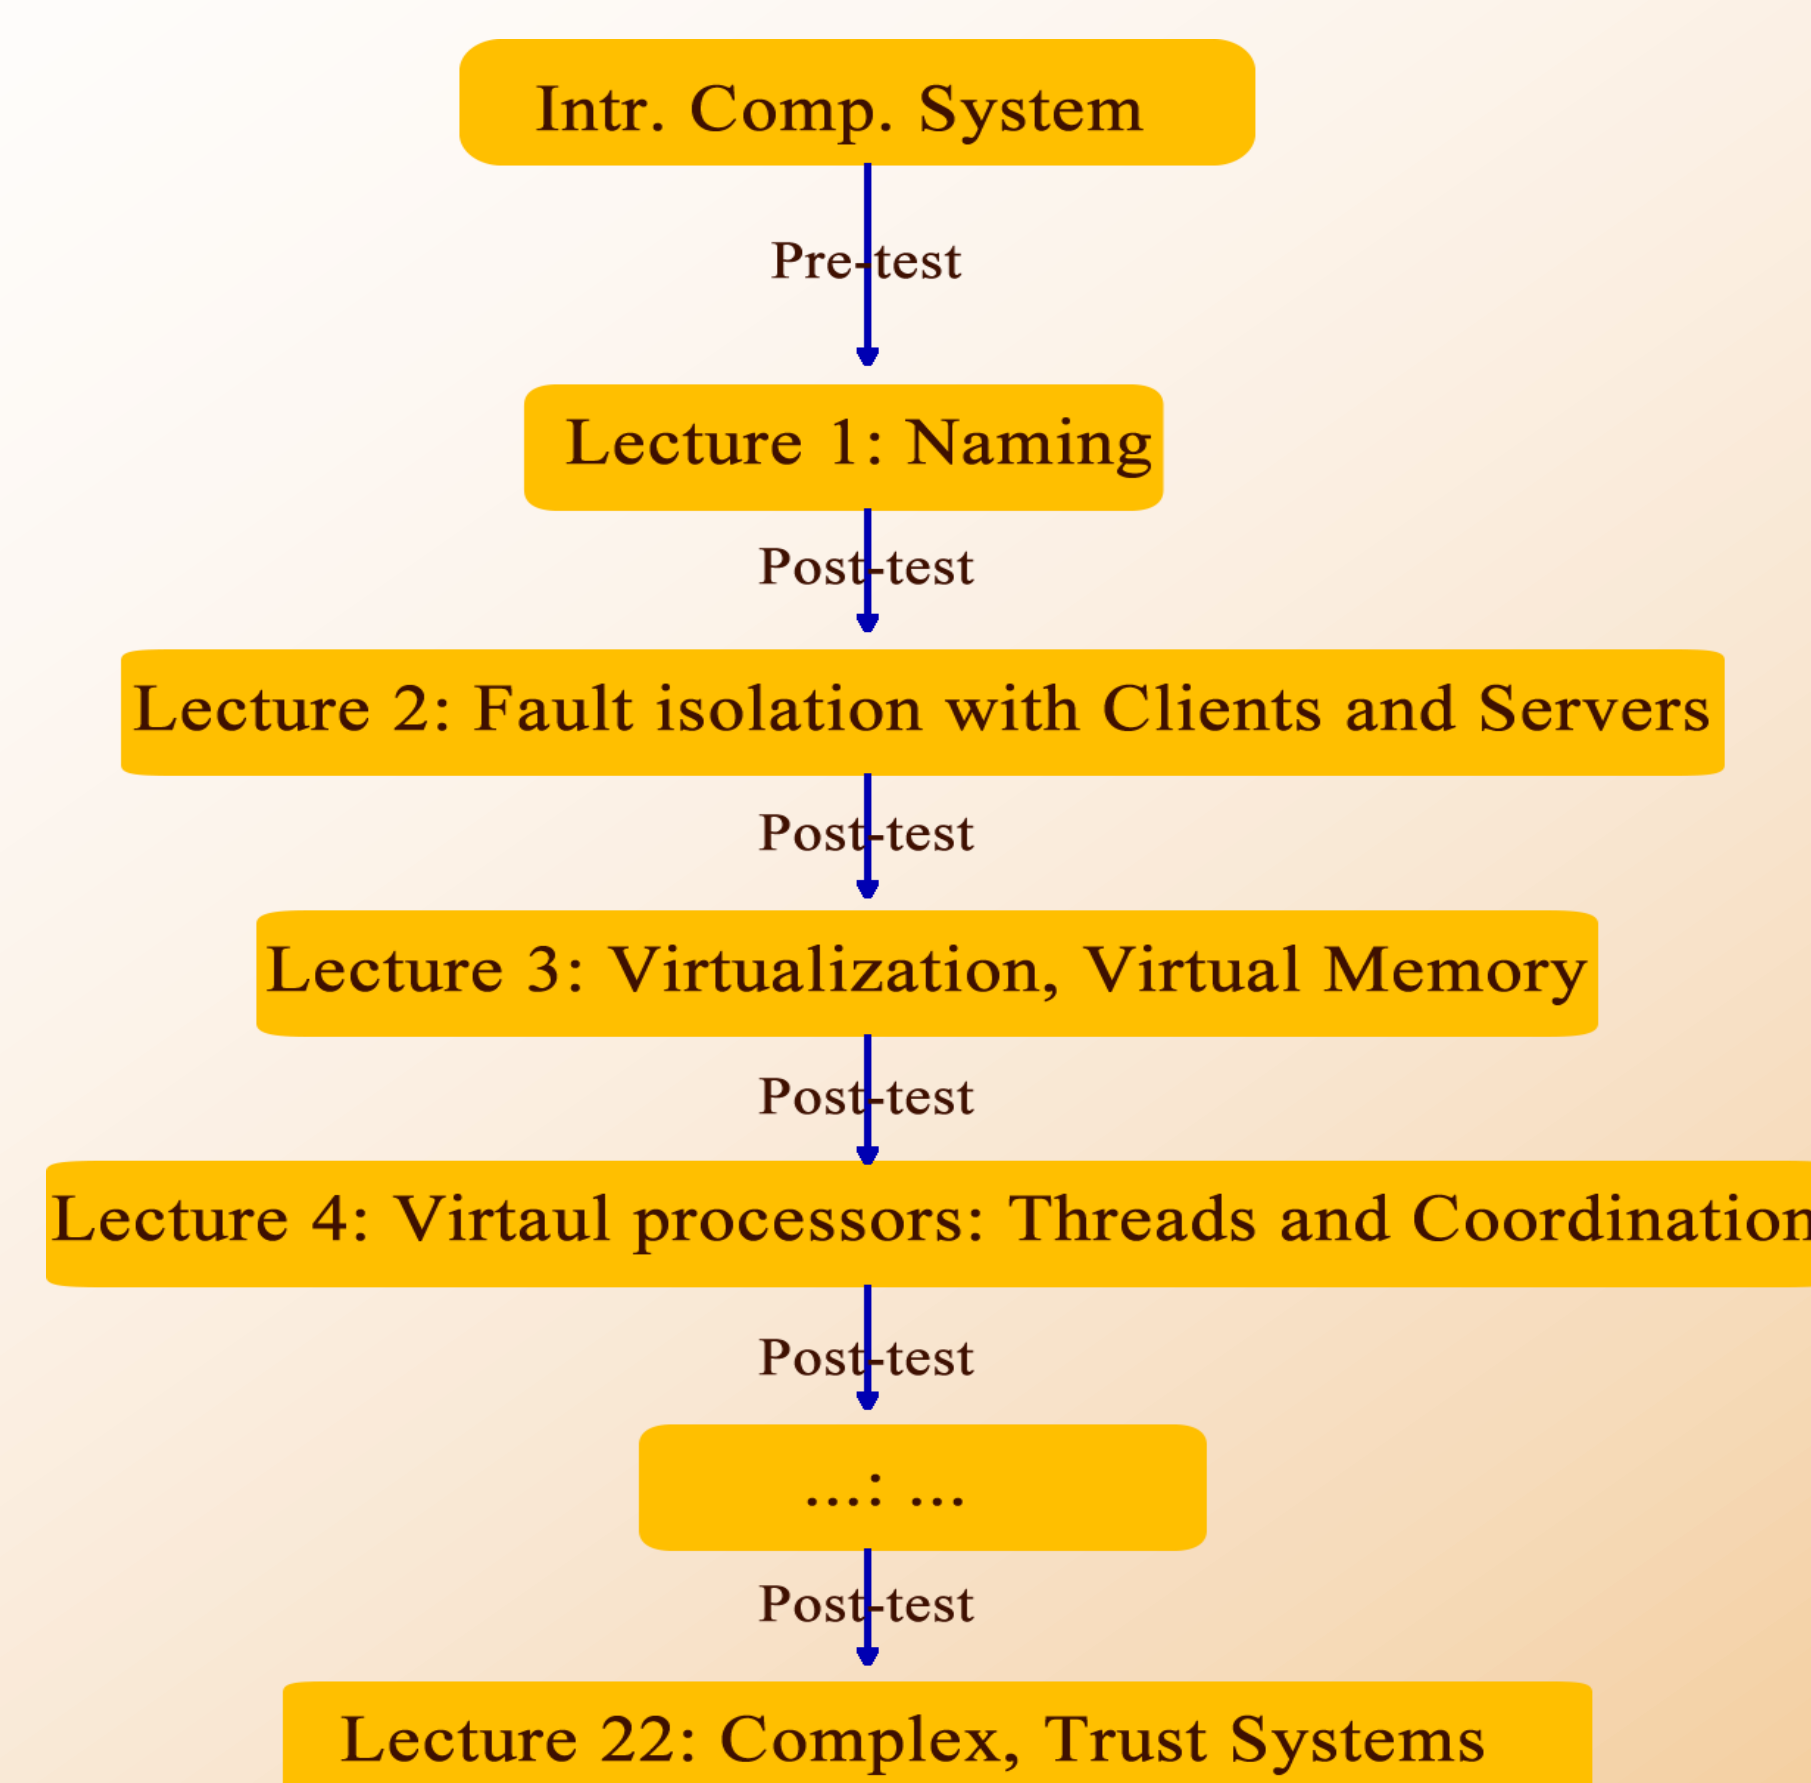 Intr. Comp. System
Pre-test
Lecture 1: Naming
Post-test
Lecture 2: Fault isolation with Clients and Servers
Post-test
Lecture 3: Virtualization, Virtual Memory
Post-test
Lecture 4: Virtaul processors: Threads and Coordination
Post-test
...: ...
Post-test
Lecture 22: Complex, Trust Systems